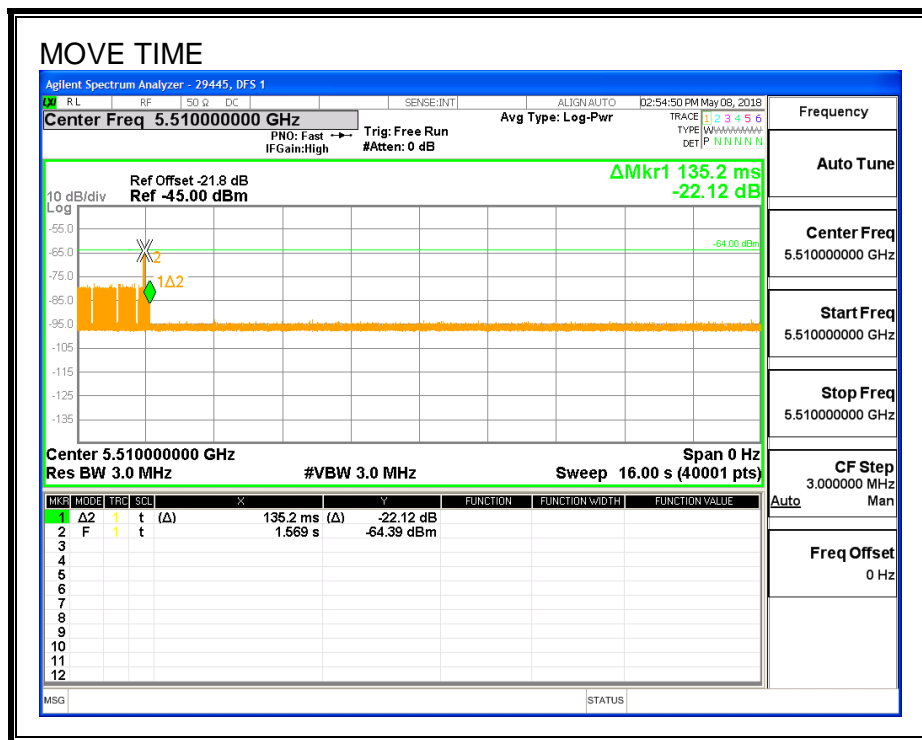 MOVE TIME
Agilent Spectrum Analyzer - 29445, DFS 1
LXI RL RF 50 Ω DC SENSE:INT ALIGN AUTO 02:54:50 PM May 08, 2018
Center Freq 5.510000000 GHz
PNO: Fast
IFGain:High
Trig: Free Run
#Atten: 0 dB
Avg Type: Log-Pwr
TRACE 1 2 3 4 5 6
TYPE W
DET P N N N N N
10 dB/div
Log
Ref Offset -21.8 dB
Ref -45.00 dBm
ΔMkr1 135.2 ms
-22.12 dB
-55.0
-65.0
-75.0
-85.0
-95.0
-105
-115
-125
-135
-64.00 dBm
2
1Δ2
Center 5.510000000 GHz
Span 0 Hz
Res BW 3.0 MHz
#VBW 3.0 MHz
Sweep 16.00 s (40001 pts)
MKR MODE TRC SCL X Y FUNCTION FUNCTION WIDTH FUNCTION VALUE
1 Δ2 1 t (Δ) 135.2 ms (Δ) -22.12 dB
2 F 1 t 1.569 s -64.39 dBm
3
4
5
6
7
8
9
10
11
12
MSG
STATUS
Frequency
Auto Tune
Center Freq
5.510000000 GHz
Start Freq
5.510000000 GHz
Stop Freq
5.510000000 GHz
CF Step
3.000000 MHz
Auto Man
Freq Offset
0 Hz